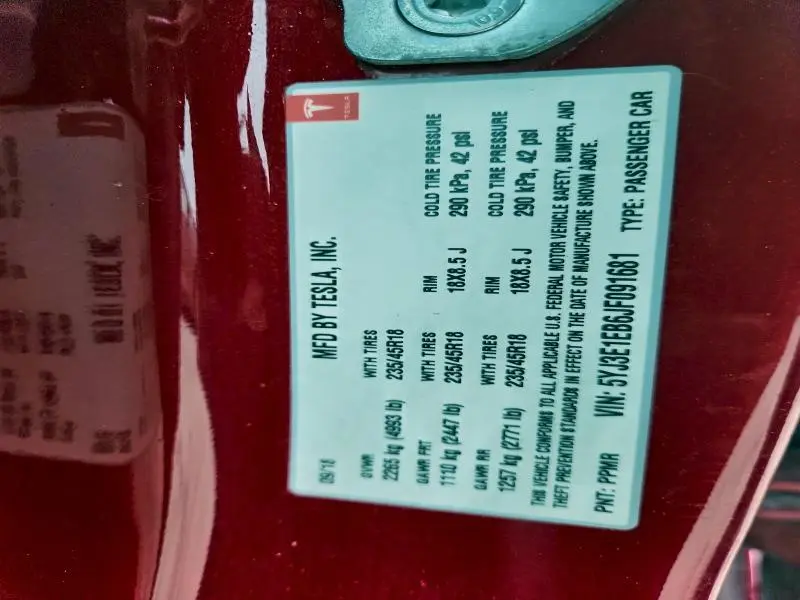 TESLA
MFD BY TESLA, INC.
09/18
GVWR WITH TIRES
2265 kg (4993 lb) 235/45R18
GAWR FRT WITH TIRES RIM COLD TIRE PRESSURE
1110 kg (2447 lb) 235/45R18 18X8.5 J 290 kPa, 42 psi
GAWR RR WITH TIRES RIM COLD TIRE PRESSURE
1257 kg (2771 lb) 235/45R18 18X8.5 J 290 kPa, 42 psi
THIS VEHICLE CONFORMS TO ALL APPLICABLE U.S. FEDERAL MOTOR VEHICLE SAFETY, BUMPER, AND
THEFT PREVENTION STANDARDS IN EFFECT ON THE DATE OF MANUFACTURE SHOWN ABOVE.
PNT: PPMR VIN: 5YJ3E1EB6JF091681 TYPE: PASSENGER CAR